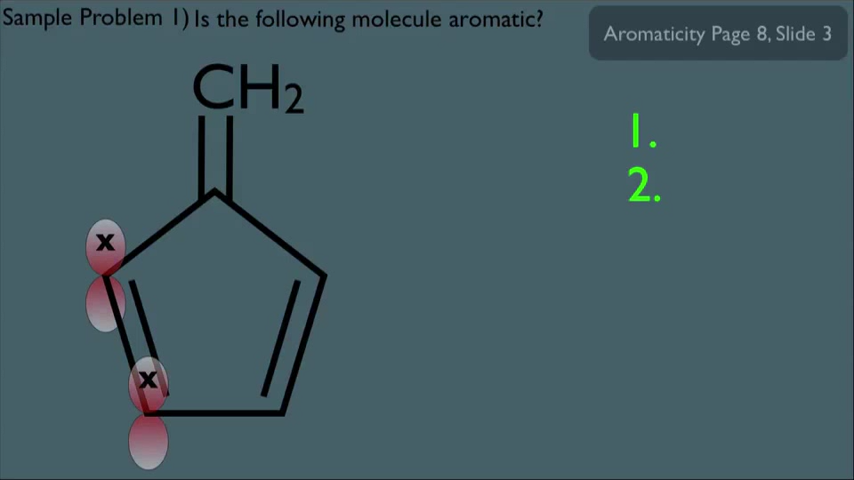 Sample Problem 1) Is the following molecule aromatic?
Aromaticity Page 8, Slide 3
CH2
1.
2.
x
x